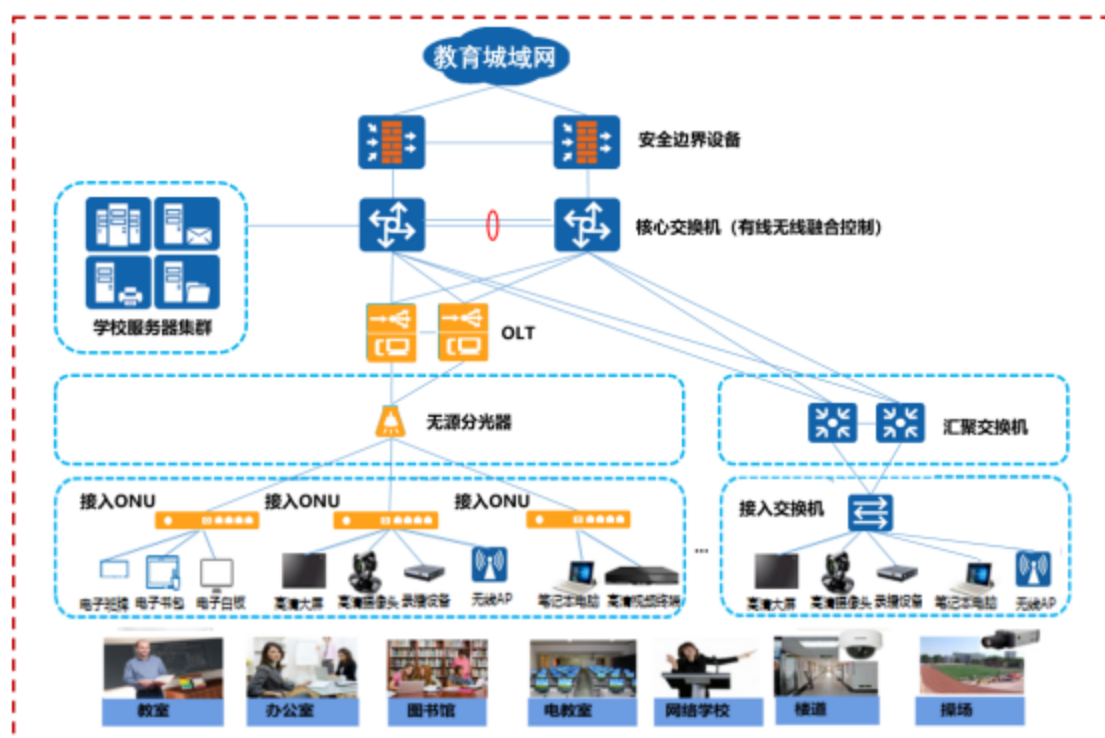 教育城域网
安全边界设备
核心交换机（有线无线融合控制）
学校服务器集群
OLT
无源分光器
汇聚交换机
接入ONU
接入ONU
接入ONU
接入交换机
...
电子班牌
电子书包
电子白板
高清大屏
高清摄像头
录播设备
无线AP
笔记本电脑
高清视频终端
高清大屏
高清摄像头
录播设备
笔记本电脑
无线AP
教室
办公室
图书馆
电教室
网络学校
楼道
操场